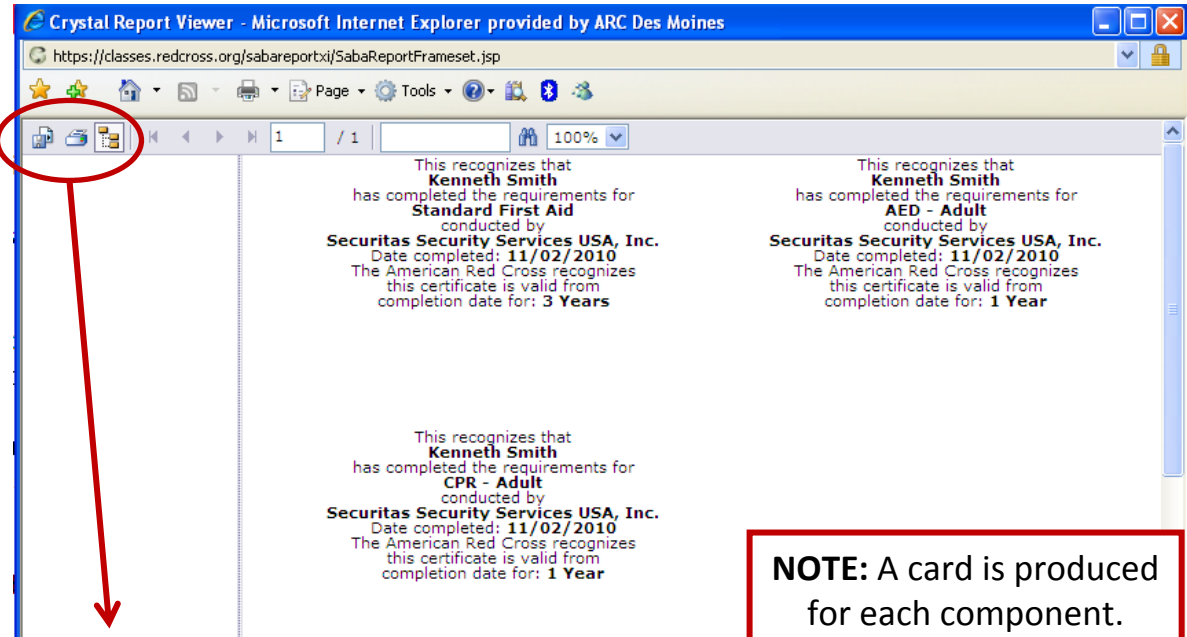 Crystal Report Viewer - Microsoft Internet Explorer provided by ARC Des Moines
https://classes.redcross.org/sabareportxi/SabaReportFrameset.jsp
Page Tools
1 / 1 100%
This recognizes that
Kenneth Smith
has completed the requirements for
Standard First Aid
conducted by
Securitas Security Services USA, Inc.
Date completed: 11/02/2010
The American Red Cross recognizes
this certificate is valid from
completion date for: 3 Years
This recognizes that
Kenneth Smith
has completed the requirements for
AED - Adult
conducted by
Securitas Security Services USA, Inc.
Date completed: 11/02/2010
The American Red Cross recognizes
this certificate is valid from
completion date for: 1 Year
This recognizes that
Kenneth Smith
has completed the requirements for
CPR - Adult
conducted by
Securitas Security Services USA, Inc.
Date completed: 11/02/2010
The American Red Cross recognizes
this certificate is valid from
completion date for: 1 Year
NOTE: A card is produced
for each component.